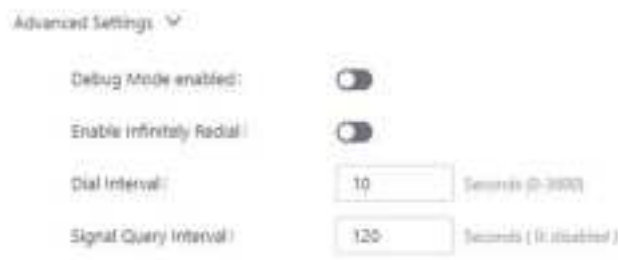 Advanced Settings
Debug Mode enabled:
Enable Infinitely Redial:
Dial Interval: 10 Seconds (0-3600)
Signal Query Interval: 120 Seconds ( 0: disabled )